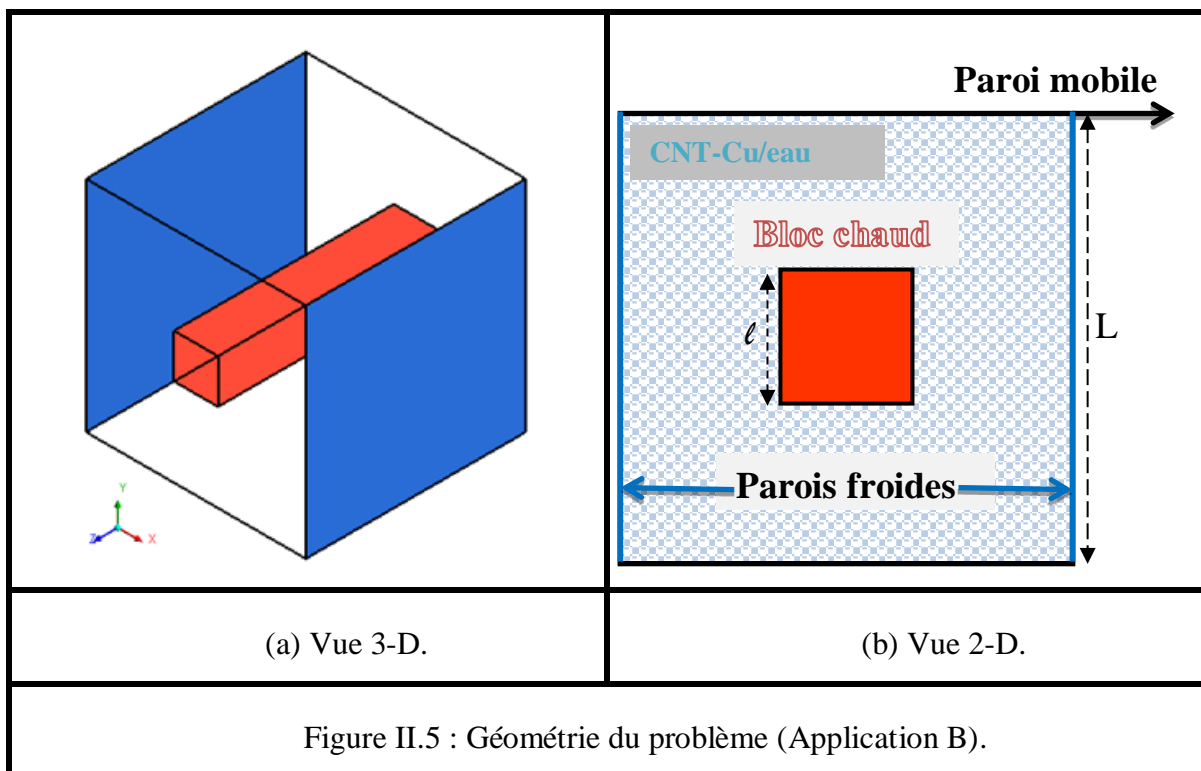 Y
Z
X
Paroi mobile
CNT-Cu/eau
Bloc chaud
ℓ
L
Parois froides
(a) Vue 3-D.
(b) Vue 2-D.
Figure II.5 : Géométrie du problème (Application B).